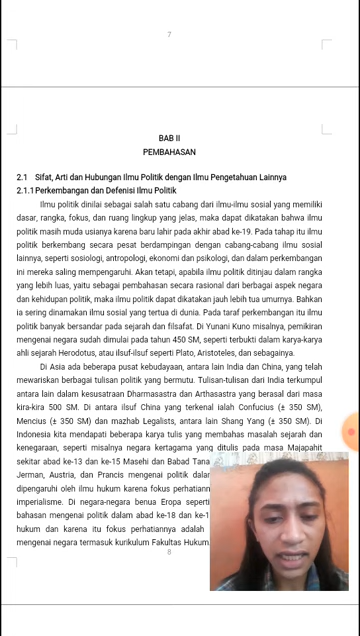 7
BAB II
PEMBAHASAN
2.1 Sifat, Arti dan Hubungan Ilmu Politik dengan Ilmu Pengetahuan Lainnya
2.1.1Perkembangan dan Defenisi Ilmu Politik
Ilmu politik dinilai sebagai salah satu cabang dari ilmu-ilmu sosial yang memiliki
dasar, rangka, fokus, dan ruang lingkup yang jelas, maka dapat dikatakan bahwa ilmu
politik masih muda usianya karena baru lahir pada akhir abad ke-19. Pada tahap itu ilmu
politik berkembang secara pesat berdampingan dengan cabang-cabang ilmu sosial
lainnya, seperti sosiologi, antropologi, ekonomi dan psikologi, dan dalam perkembangan
ini mereka saling mempengaruhi. Akan tetapi, apabila ilmu politik ditinjau dalam rangka
yang lebih luas, yaitu sebagai pembahasan secara rasional dari berbagai aspek negara
dan kehidupan politik, maka ilmu politik dapat dikatakan jauh lebih tua umurnya. Bahkan
ia sering dinamakan ilmu sosial yang tertua di dunia. Pada taraf perkembangan itu ilmu
politik banyak bersandar pada sejarah dan filsafat. Di Yunani Kuno misalnya, pemikiran
mengenai negara sudah dimulai pada tahun 450 SM, seperti terbukti dalam karya-karya
ahli sejarah Herodotus, atau ilsuf-ilsuf seperti Plato, Aristoteles, dan sebagainya.
Di Asia ada beberapa pusat kebudayaan, antara lain India dan China, yang telah
mewariskan berbagai tulisan politik yang bermutu. Tulisan-tulisan dari India terkumpul
antara lain dalam kesusatraan Dharmasastra dan Arthasastra yang berasal dari masa
kira-kira 500 SM. Di antara ilsuf China yang terkenal ialah Confucius (± 350 SM),
Mencius (± 350 SM) dan mazhab Legalists, antara lain Shang Yang (± 350 SM). Di
Indonesia kita mendapati beberapa karya tulis yang membahas masalah sejarah dan
kenegaraan, seperti misalnya negara kertagama yang ditulis pada masa Majapahit
sekitar abad ke-13 dan ke-15 Masehi dan Babad Tana
Jerman, Austria, dan Prancis mengenai politik dalar
dipengaruhi oleh ilmu hukum karena fokus perhatiann
imperialisme. Di negara-negara benua Eropa seperti
bahasan mengenai politik dalam abad ke-18 dan ke-1
hukum dan karena itu fokus perhatiannya adalah
mengenai negara termasuk kurikulum Fakultas Hukum.
8